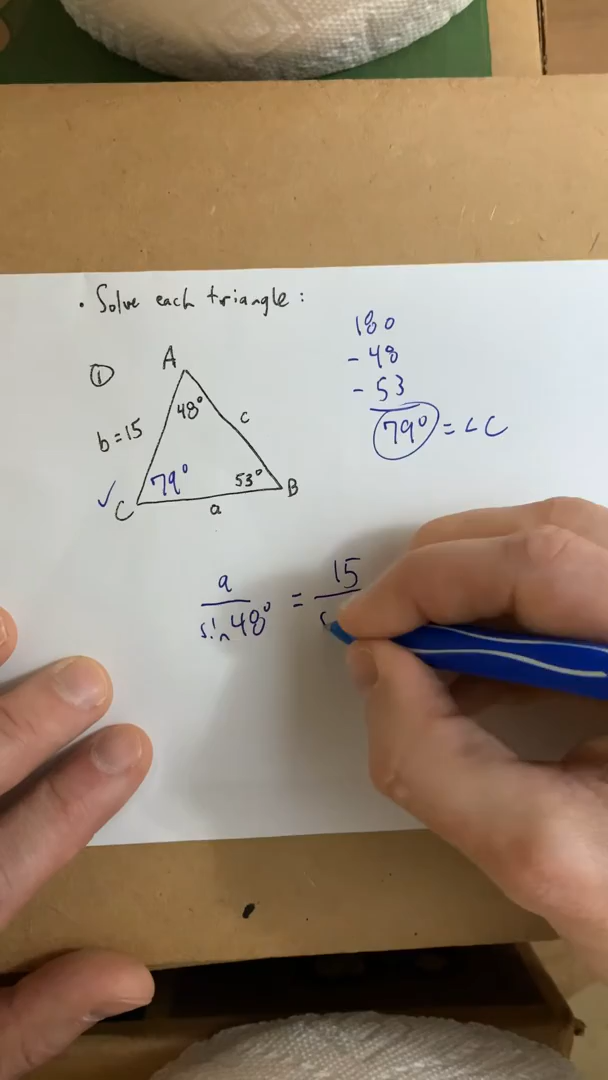 • Solve each triangle:
①
A
48°
b=15
c
79°
53°
✓
C
B
a
180
-48
-53
79° = ∠C
a = 15
sin 48° s